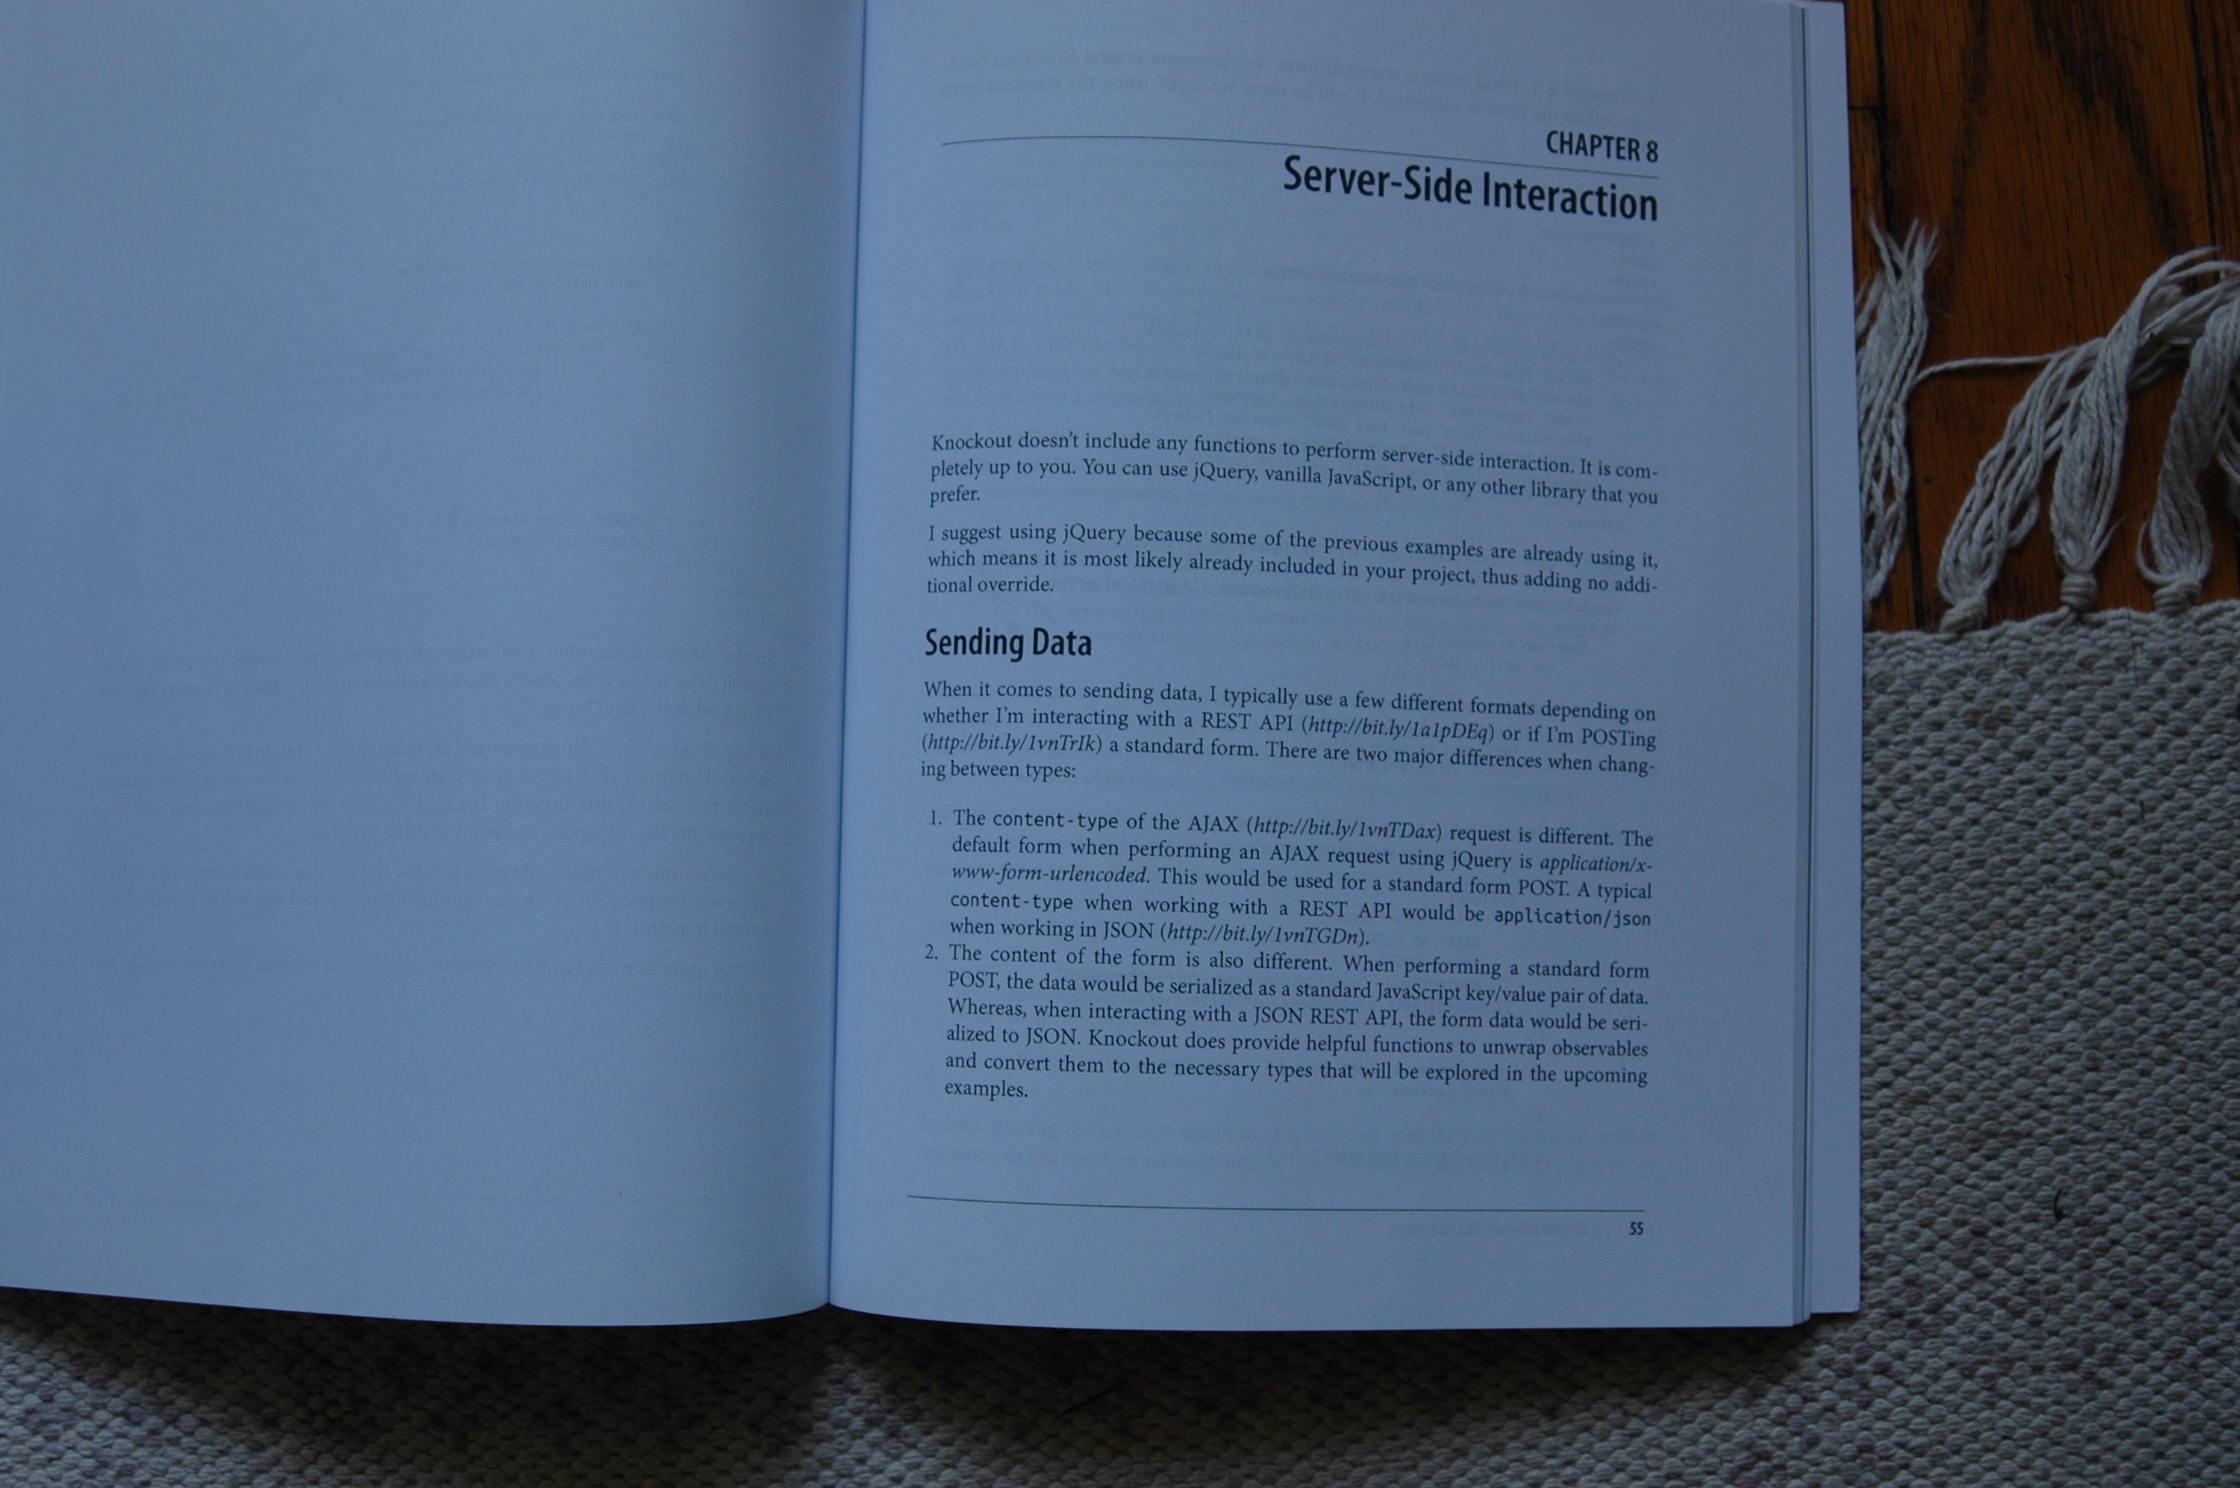 CHAPTER 8
Server-Side Interaction
Knockout doesn't include any functions to perform server-side interaction. It is com-
pletely up to you. You can use jQuery, vanilla JavaScript, or any other library that you
prefer.
I suggest using jQuery because some of the previous examples are already using it,
which means it is most likely already included in your project, thus adding no addi-
tional override.
Sending Data
When it comes to sending data, I typically use a few different formats depending on
whether I'm interacting with a REST API (http://bit.ly/1a1pDEq) or if I'm POSTing
(http://bit.ly/1vnTrIk) a standard form. There are two major differences when chang-
ing between types:
1. The content-type of the AJAX (http://bit.ly/1vnTDax) request is different. The
default form when performing an AJAX request using jQuery is application/x-
www-form-urlencoded. This would be used for a standard form POST. A typical
content-type when working with a REST API would be application/json
when working in JSON (http://bit.ly/1vnTGDn).
2. The content of the form is also different. When performing a standard form
POST, the data would be serialized as a standard JavaScript key/value pair of data.
Whereas, when interacting with a JSON REST API, the form data would be seri-
alized to JSON. Knockout does provide helpful functions to unwrap observables
and convert them to the necessary types that will be explored in the upcoming
examples.
55